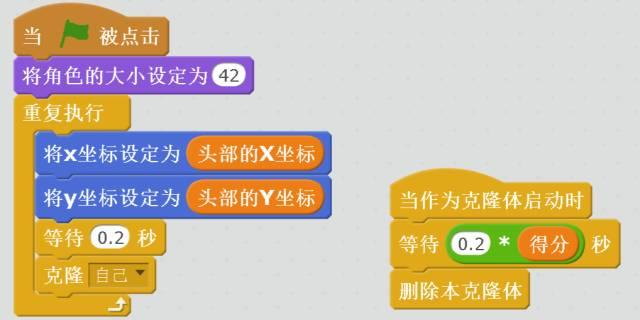 当 被点击
将角色的大小设定为 42
重复执行
将x坐标设定为 头部的X坐标
将y坐标设定为 头部的Y坐标
等待 0.2 秒
克隆 自己
当作为克隆体启动时
等待 0.2 * 得分 秒
删除本克隆体